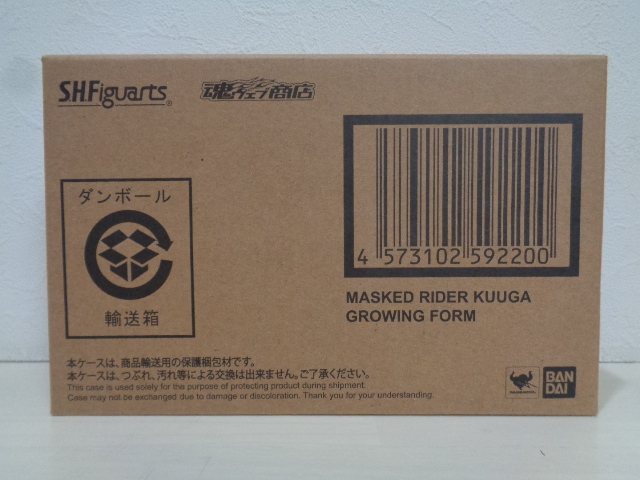 S.H.Figuarts®
魂ウェブ商店
ダンボール
輸送箱
4 573102 592200
MASKED RIDER KUUGA
GROWING FORM
本ケースは、商品輸送用の保護梱包材です。
本ケースは、つぶれ、汚れ等による交換は出来ません。ご了承ください。
This case is used solely for the purpose of protecting product during shipment.
Case may not be exchanged due to damage or discoloration. Thank you for your understanding.
BAN
DAI